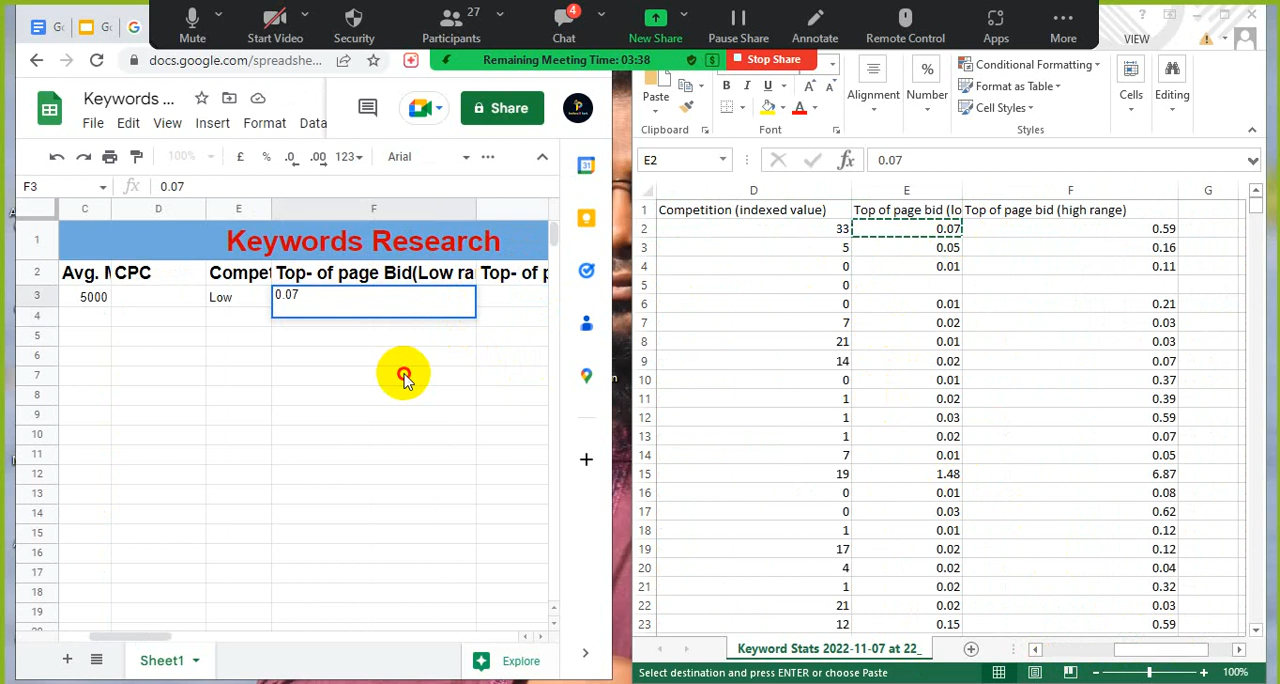 Mute
Start Video
Security
Participants
27
Chat
4
New Share
Pause Share
Annotate
Remote Control
Apps
More
VIEW
docs.google.com/spreadshe...
Remaining Meeting Time: 03:38
Stop Share
Keywords ...
Share
File Edit View Insert Format Data
100% £ % .0 .00 123 Arial
F3 fx 0.07
C D E F
1 Keywords Research
2 Avg. M CPC Compet Top- of page Bid(Low ra Top- of p
3 5000 Low 0.07
4
5
6
7
8
9
10
11
12
13
14
15
16
17
18
19
Sheet1
Explore
Paste
Clipboard
B I U A A
Font
Alignment
% Number
Conditional Formatting
Format as Table
Cell Styles
Styles
Cells
Editing
E2 fx 0.07
D E F G
1 Competition (indexed value) Top of page bid (lo Top of page bid (high range)
2 33 0.07 0.59
3 5 0.05 0.16
4 0 0.01 0.11
5 0
6 0 0.01 0.21
7 7 0.02 0.03
8 21 0.01 0.03
9 14 0.02 0.07
10 0 0.01 0.37
11 11 0.02 0.39
12 1 0.03 0.59
13 1 0.02 0.07
14 7 0.01 0.05
15 19 1.48 6.87
16 0 0.01 0.08
17 0 0.03 0.62
18 1 0.01 0.12
19 17 0.02 0.12
20 4 0.02 0.04
21 1 0.02 0.32
22 21 0.02 0.03
23 12 0.15 0.59
Keyword Stats 2022-11-07 at 22_
Select destination and press ENTER or choose Paste
100%